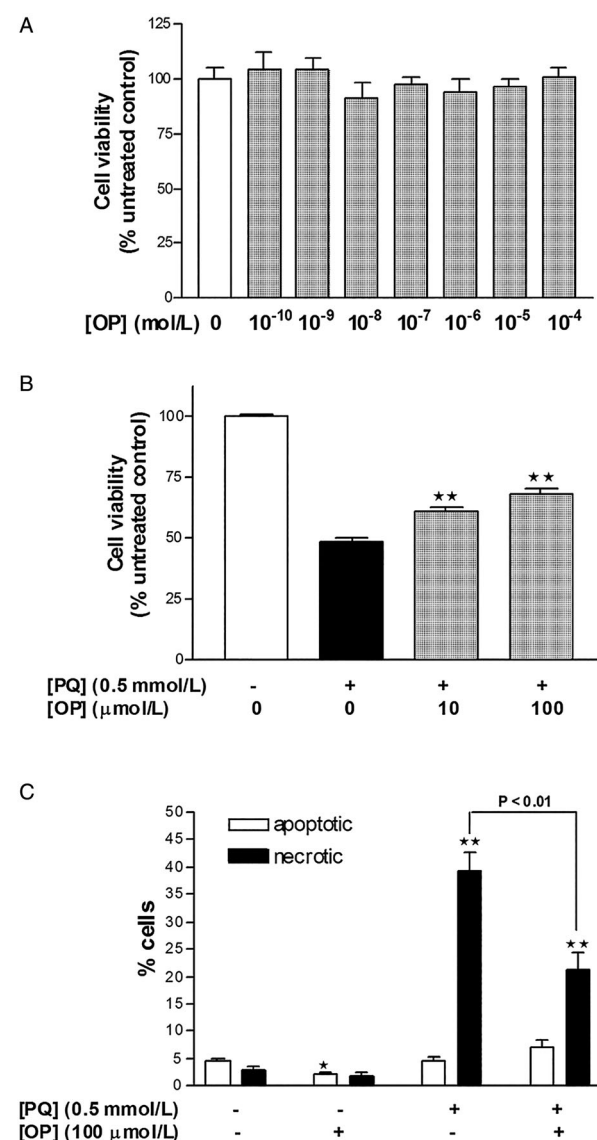 A
Cell viability
(% untreated control)
125
100
75
50
25
0
[OP] (mol/L) 0 10⁻¹⁰ 10⁻⁹ 10⁻⁸ 10⁻⁷ 10⁻⁶ 10⁻⁵ 10⁻⁴
B
Cell viability
(% untreated control)
100
75
50
25
0
★★ ★★
[PQ] (0.5 mmol/L) - + + +
[OP] (μmol/L) 0 0 10 100
C
% cells
50
45
40
35
30
25
20
15
10
5
0
apoptotic
necrotic
P < 0.01
★★
★★
★
[PQ] (0.5 mmol/L) - - + +
[OP] (100 μmol/L) - + - +